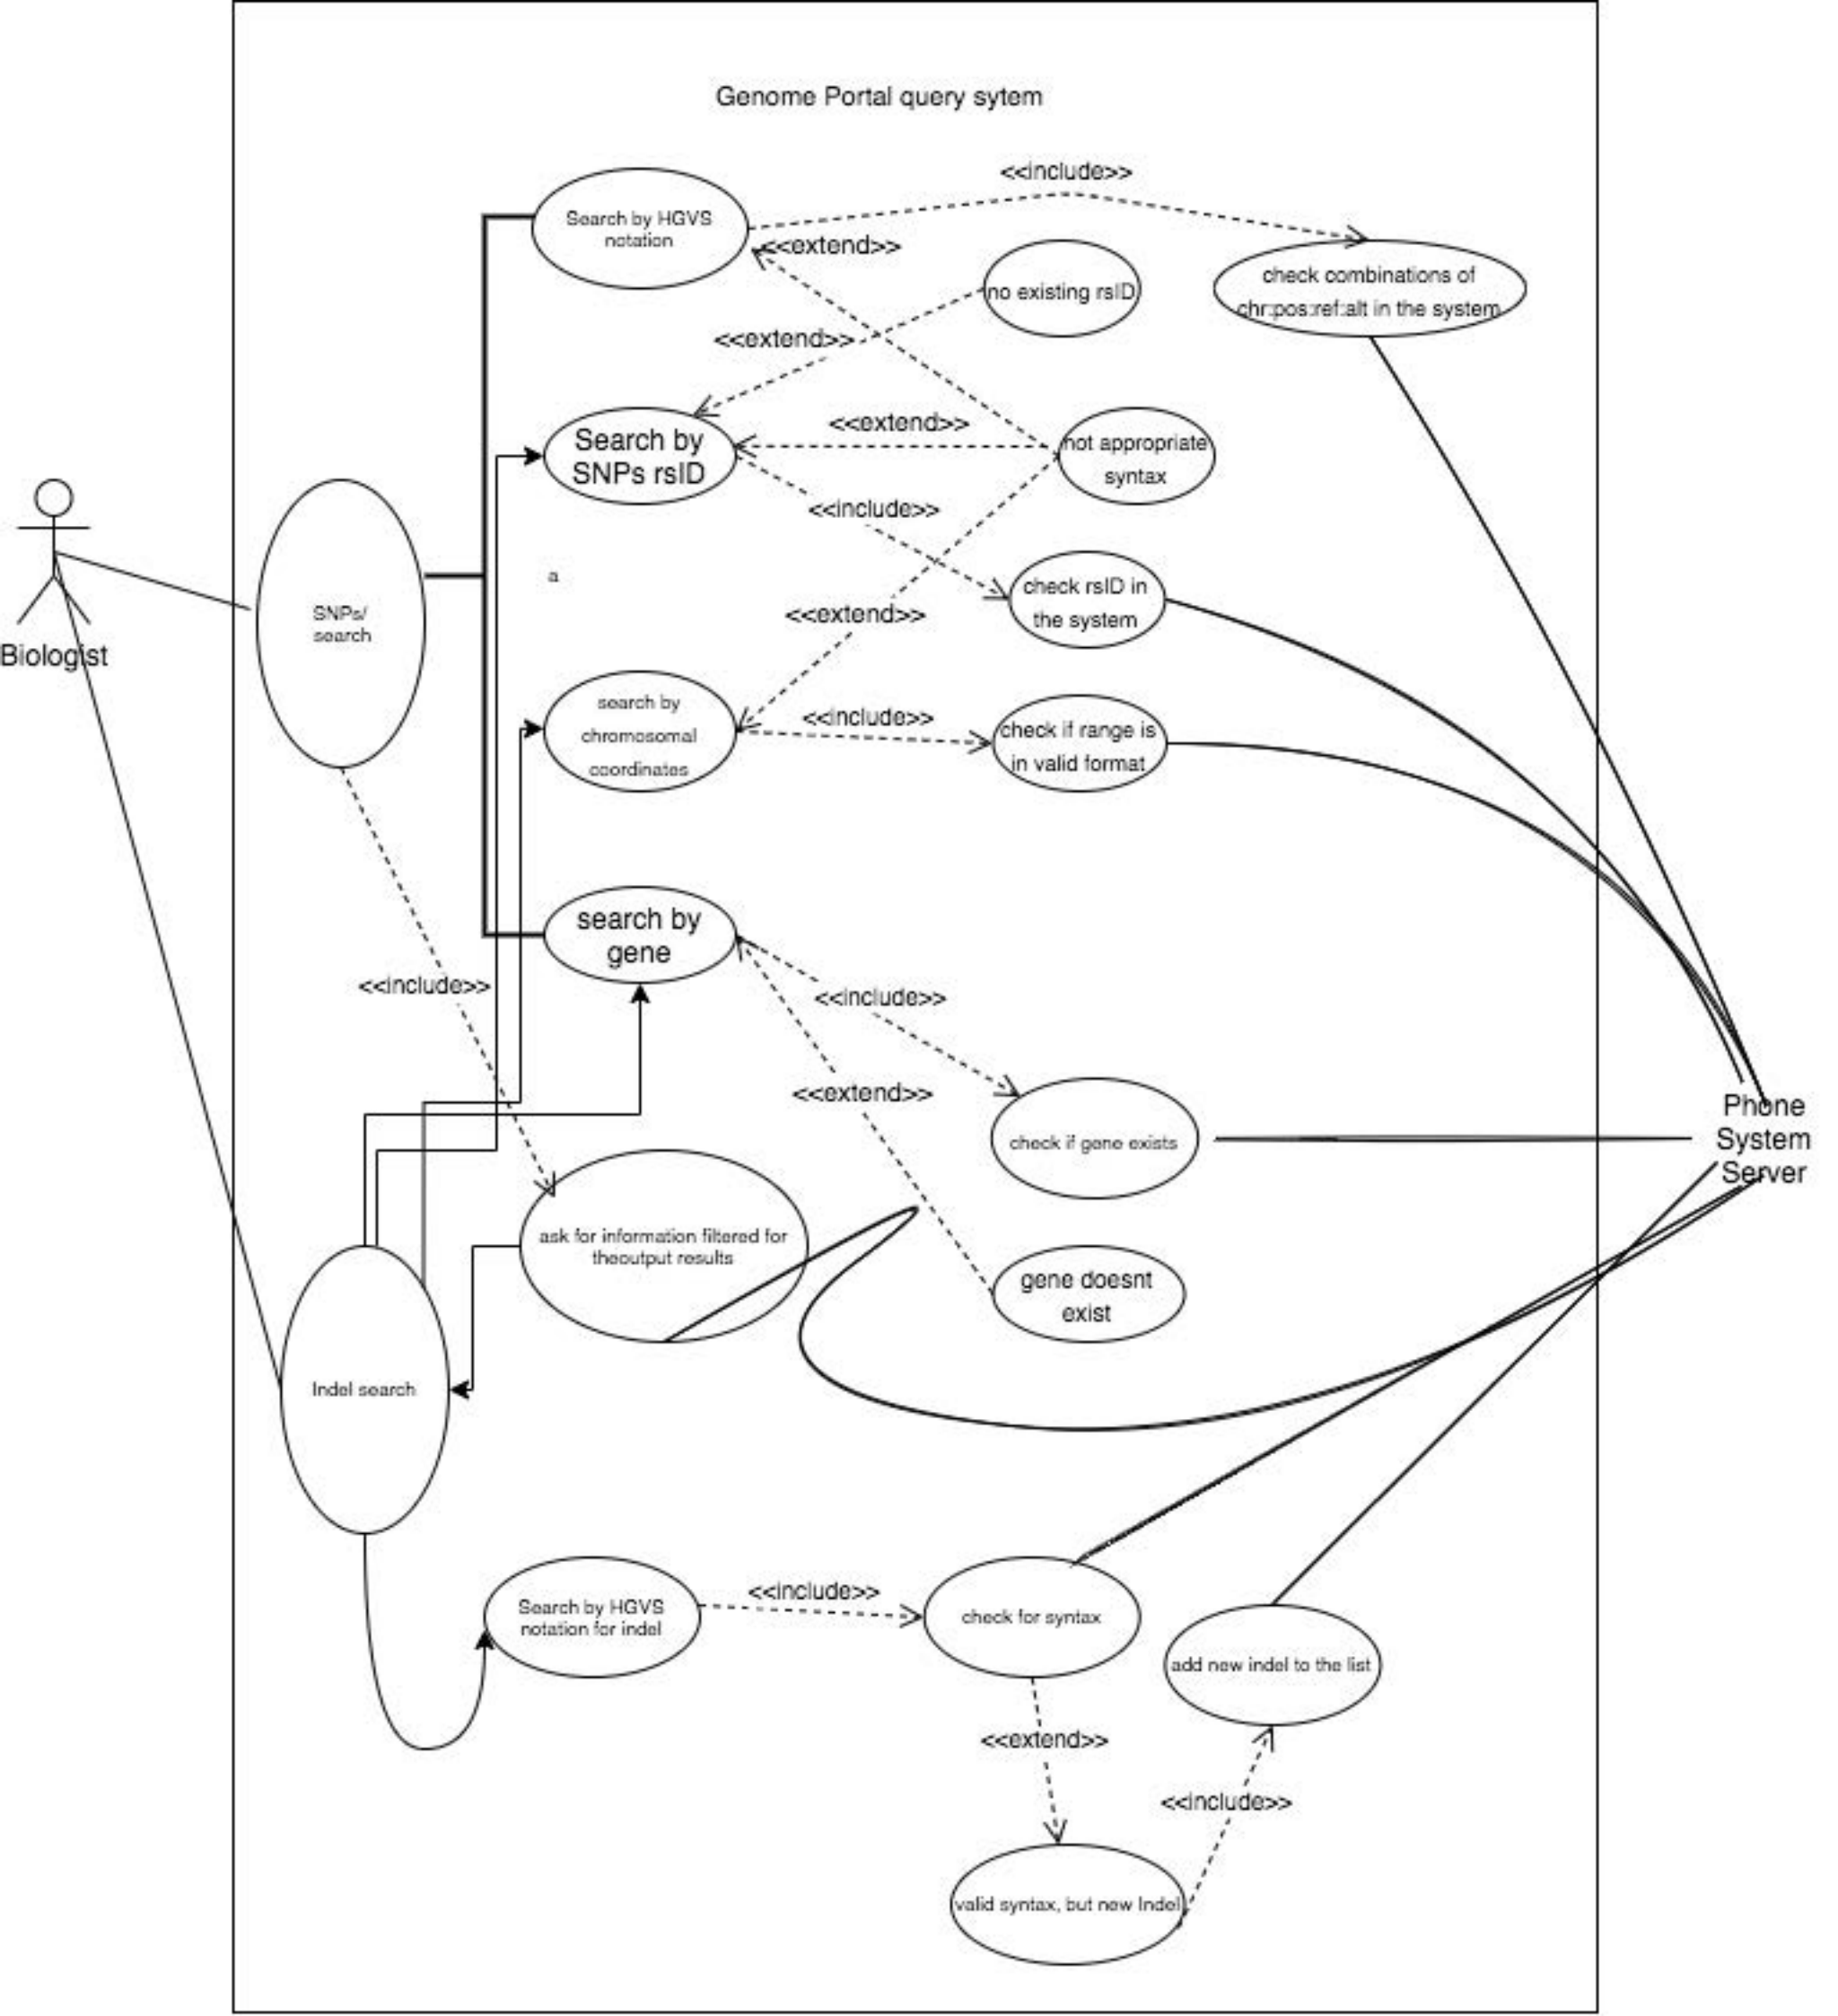 Genome Portal query sytem
<<include>>
Search by HGVS
notation
<<extend>>
no existing rsID
check combinations of
chr:pos:ref:alt in the system
<<extend>>
Search by
SNPs rsID
<<extend>>
not appropriate
syntax
<<include>>
a
check rsID in
the system
SNPs/
search
<<extend>>
Biologist
search by
chromosomal
coordinates
<<include>>
check if range is
in valid format
search by
gene
<<include>>
<<include>>
<<extend>>
check if gene exists
Phone
System
Server
ask for information filtered for
theoutput results
gene doesnt
exist
Indel search
Search by HGVS
notation for indel
<<include>>
check for syntax
add new indel to the list
<<extend>>
<<include>>
valid syntax, but new Indel